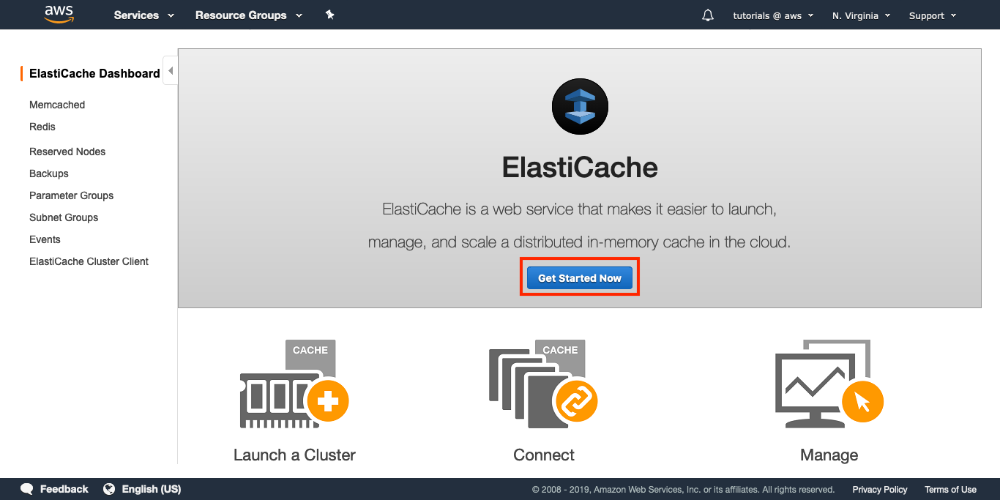 aws
Services
Resource Groups
tutorials @ aws
N. Virginia
Support
ElastiCache Dashboard
Memcached
Redis
Reserved Nodes
Backups
Parameter Groups
Subnet Groups
Events
ElastiCache Cluster Client
ElastiCache
ElastiCache is a web service that makes it easier to launch,
manage, and scale a distributed in-memory cache in the cloud.
Get Started Now
CACHE
CACHE
Launch a Cluster
Connect
Manage
Feedback
English (US)
© 2008 - 2019, Amazon Web Services, Inc. or its affiliates. All rights reserved.
Privacy Policy
Terms of Use